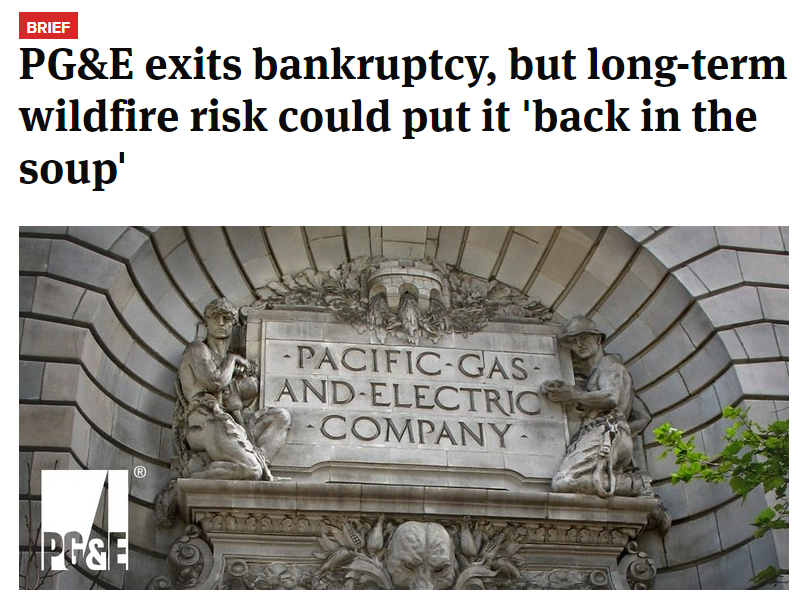 BRIEF
PG&E exits bankruptcy, but long-term
wildfire risk could put it 'back in the
soup'
·PACIFIC·GAS·
AND·ELECTRIC
·COMPANY·
PG&E®